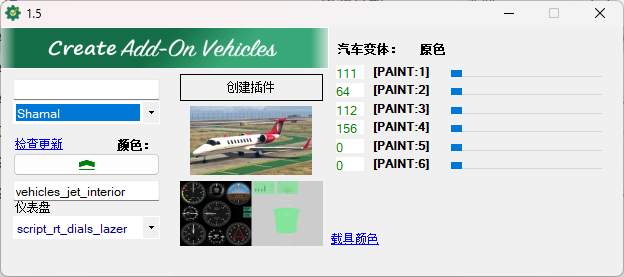 1.5
Create Add-On Vehicles
汽车变体： 原色
创建插件
111 [PAINT:1]
64 [PAINT:2]
112 [PAINT:3]
156 [PAINT:4]
0 [PAINT:5]
0 [PAINT:6]
Shamal
检查更新 颜色：
vehicles_jet_interior
仪表盘
script_rt_dials_lazer
载具颜色